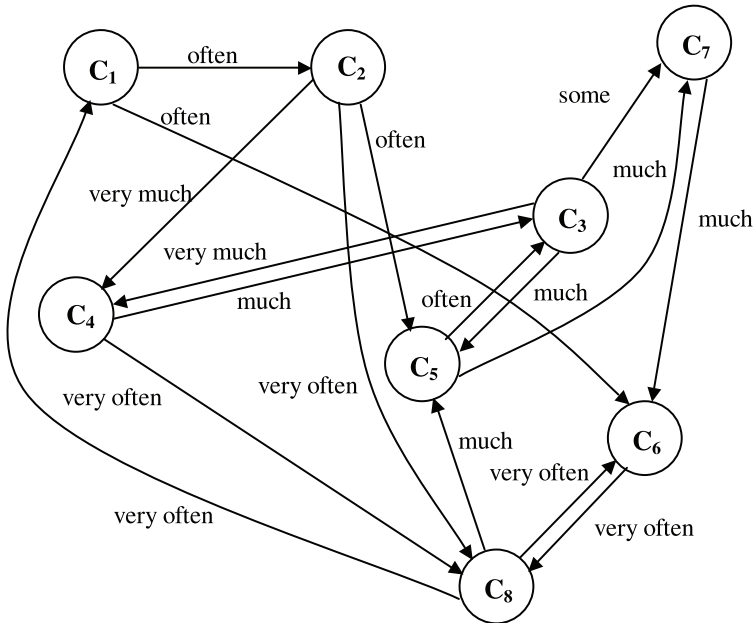 C7
often
C1
C2
some
often
often
much
very much
C3
much
very much
much
often
much
C4
C5
very often
very often
much
C6
very often
very often
very often
C8